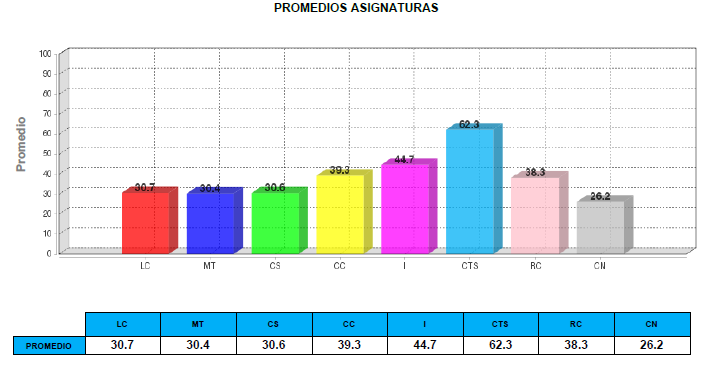 PROMEDIOS ASIGNATURAS
Promedio
100
90
80
70
60
50
40
30
20
10
0
30.7 30.4 30.6 39.3 44.7 62.3 38.3 26.2
LC MT CS CC I CTS RC CN
LC MT CS CC I CTS RC CN
PROMEDIO 30.7 30.4 30.6 39.3 44.7 62.3 38.3 26.2